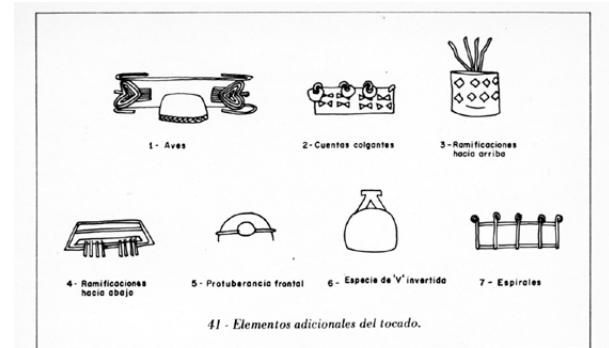 1- Aves
2- Cuentas colgantes
3- Ramificaciones
hacia arriba
4- Ramificaciones
hacia abajo
5- Protuberancia frontal
6- Especie de "V" invertida
7- Espirales
41 - Elementos adicionales del tocado.